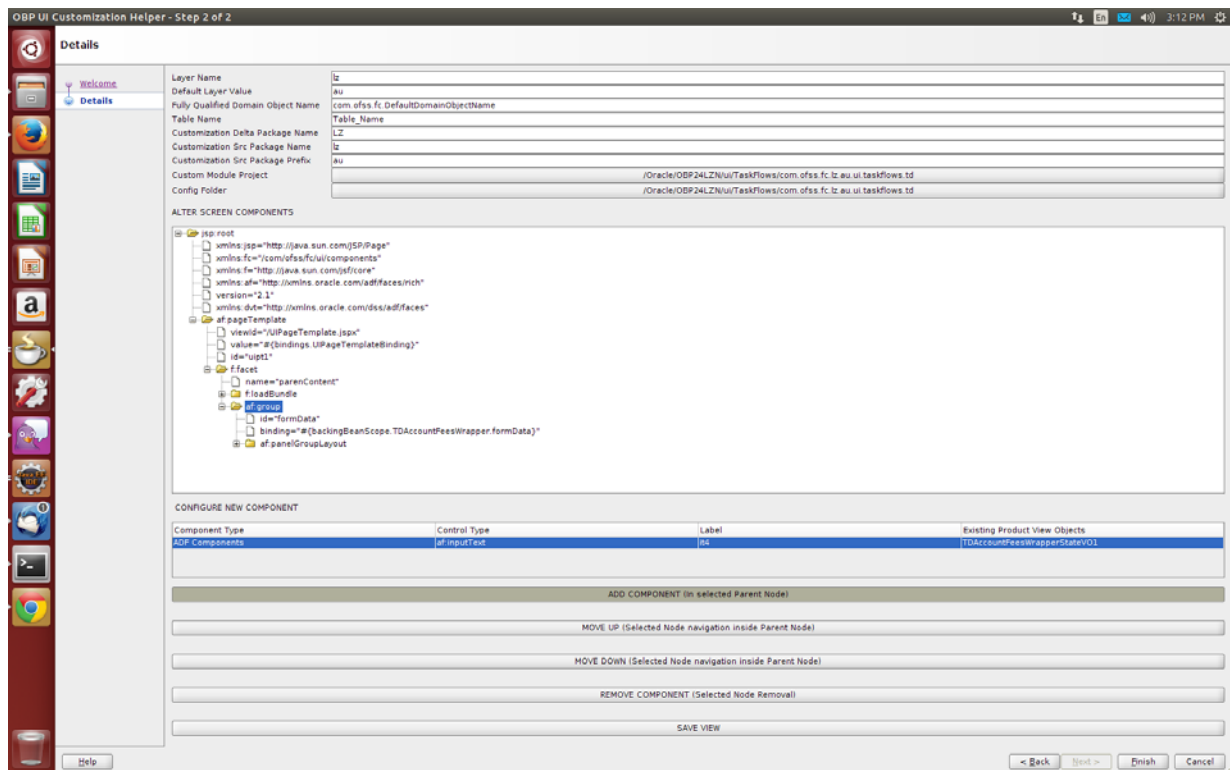 OBP UI Customization Helper - Step 2 of 2
En
3:12 PM
Details
Welcome
Details
Layer Name
lz
Default Layer Value
au
Fully Qualified Domain Object Name
com.ofss.fc.DefaultDomainObjectName
Table Name
Table_Name
Customization Delta Package Name
LZ
Customization Src Package Name
lz
Customization Src Package Prefix
au
Custom Module Project
/Oracle/OBP24LZN/ui/TaskFlows/com.ofss.fc.lz.au.ui.taskflows.td
Config Folder
/Oracle/OBP24LZN/ui/TaskFlows/com.ofss.fc.lz.au.ui.taskflows.td
ALTER SCREEN COMPONENTS
jsp:root
xmlns:jsp="http://java.sun.com/JSP/Page"
xmlns:fc="/com/ofss/fc/ui/components"
xmlns:f="http://java.sun.com/jsf/core"
xmlns:af="http://xmlns.oracle.com/adf/faces/rich"
version="2.1"
xmlns:dvt="http://xmlns.oracle.com/dss/adf/faces"
af:pageTemplate
viewId="/UIPageTemplate.jspx"
value="#{bindings.UIPageTemplateBinding}"
id="uipt1"
f:facet
name="parenContent"
f:loadBundle
af:group
id="formData"
binding="#{backingBeanScope.TDAccountFeesWrapper.formData}"
af:panelGroupLayout
CONFIGURE NEW COMPONENT
Component Type Control Type Label Existing Product View Objects
ADF Components af:inputText it4 TDAccountFeesWrapperStateVO1
ADD COMPONENT (In selected Parent Node)
MOVE UP (Selected Node navigation inside Parent Node)
MOVE DOWN (Selected Node navigation inside Parent Node)
REMOVE COMPONENT (Selected Node Removal)
SAVE VIEW
Help
< Back
Next >
Finish
Cancel